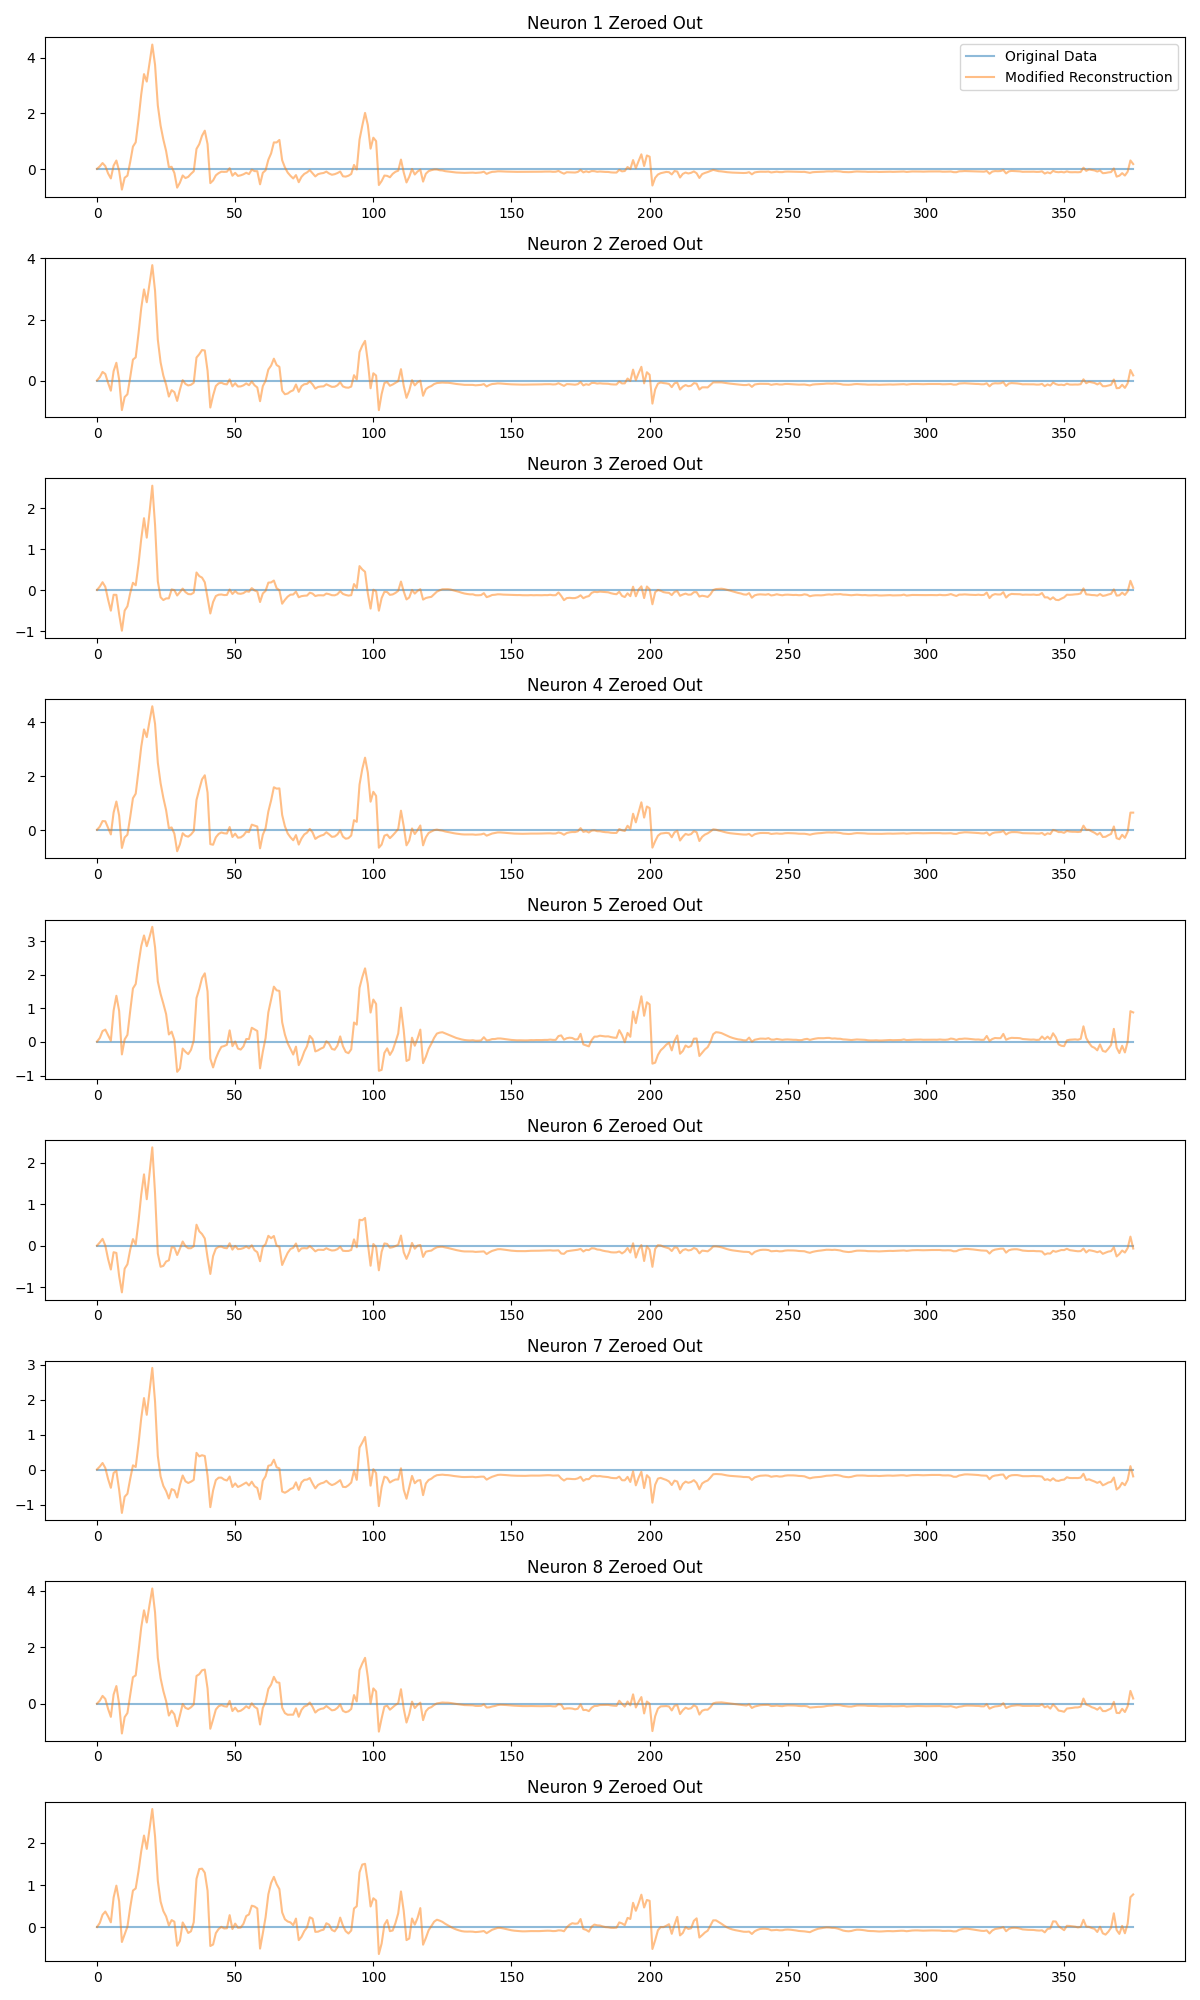 Neuron 1 Zeroed Out
Original Data
Modified Reconstruction
4
2
0
0 50 100 150 200 250 300 350
Neuron 2 Zeroed Out
4
2
0
0 50 100 150 200 250 300 350
Neuron 3 Zeroed Out
2
1
0
−1
0 50 100 150 200 250 300 350
Neuron 4 Zeroed Out
4
2
0
0 50 100 150 200 250 300 350
Neuron 5 Zeroed Out
3
2
1
0
−1
0 50 100 150 200 250 300 350
Neuron 6 Zeroed Out
2
1
0
−1
0 50 100 150 200 250 300 350
Neuron 7 Zeroed Out
3
2
1
0
−1
0 50 100 150 200 250 300 350
Neuron 8 Zeroed Out
4
2
0
0 50 100 150 200 250 300 350
Neuron 9 Zeroed Out
2
1
0
0 50 100 150 200 250 300 350